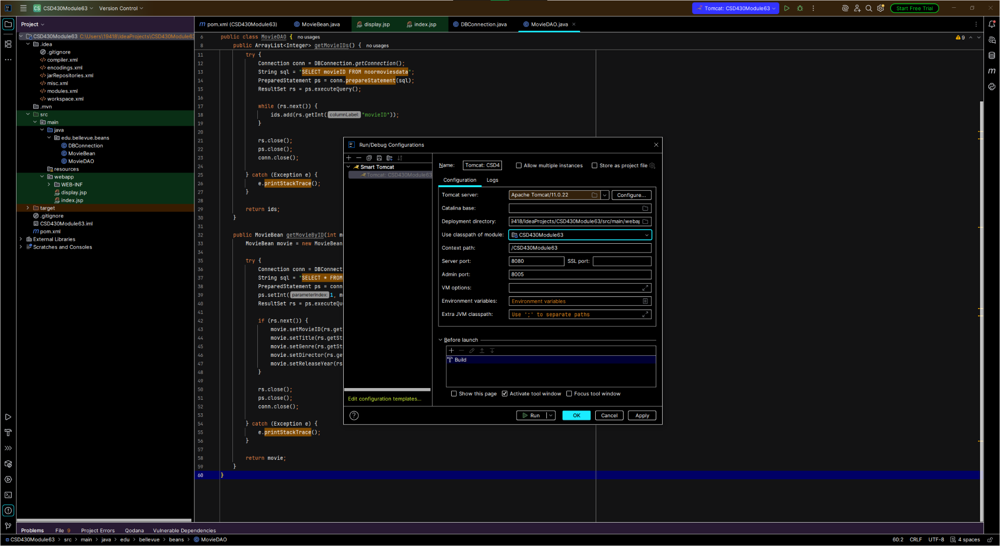 CS CSD430Module63 Version Control Tomcat: CSD430Module63 Start Free Trial
Project
CSD430Module63 C:\Users\19418\IdeaProjects\CSD430Module63
.idea
.gitignore
compiler.xml
encodings.xml
jarRepositories.xml
misc.xml
modules.xml
workspace.xml
.mvn
src
main
java
edu.bellevue.beans
DBConnection
MovieBean
MovieDAO
resources
webapp
WEB-INF
display.jsp
index.jsp
target
.gitignore
CSD430Module63.iml
pom.xml
External Libraries
Scratches and Consoles
pom.xml (CSD430Module63) MovieBean.java display.jsp index.jsp DBConnection.java MovieDAO.java
9
6 public class MovieDAO { no usages
8 public ArrayList<Integer> getMovieIDs() { no usages
11 try {
12 Connection conn = DBConnection.getConnection();
13 String sql = "SELECT movieID FROM noormoviesdata";
14 PreparedStatement ps = conn.prepareStatement(sql);
15 ResultSet rs = ps.executeQuery();
16
17 while (rs.next()) {
18 ids.add(rs.getInt( columnLabel: "movieID"));
19 }
20
21 rs.close();
22 ps.close();
23 conn.close();
24
25 } catch (Exception e) {
26 e.printStackTrace();
27 }
28
29 return ids;
30 }
31
32 public MovieBean getMovieByID(int m
33 MovieBean movie = new MovieBean
34
35 try {
36 Connection conn = DBConnect
37 String sql = "SELECT * FROM
38 PreparedStatement ps = conn
39 ps.setInt( parameterIndex: 1, m
40 ResultSet rs = ps.executeQu
41
42 if (rs.next()) {
43 movie.setMovieID(rs.get
44 movie.setTitle(rs.getSt
45 movie.setGenre(rs.getSt
46 movie.setDirector(rs.ge
47 movie.setReleaseYear(rs
48 }
49
50 rs.close();
51 ps.close();
52 conn.close();
53
54 } catch (Exception e) {
55 e.printStackTrace();
56 }
57
58 return movie;
59 }
60 }
Run/Debug Configurations
Smart Tomcat
Tomcat: CSD430Module63
Edit configuration templates...
Name: Tomcat: CSD4 Allow multiple instances Store as project file
Configuration Logs
Tomcat server: Apache Tomcat/11.0.22 Configure...
Catalina base:
Deployment directory: 9418/IdeaProjects/CSD430Module63/src/main/webap
Use classpath of module: CSD430Module63
Context path: /CSD430Module63
Server port: 8080 SSL port:
Admin port: 8005
VM options:
Environment variables: Environment variables
Extra JVM classpath: Use ';' to separate paths
Before launch
Build
Show this page Activate tool window Focus tool window
? Run OK Cancel Apply
Problems File 9 Project Errors Qodana Vulnerable Dependencies
CSD430Module63 > src > main > java > edu > bellevue > beans > MovieDAO 60:2 CRLF UTF-8 4 spaces